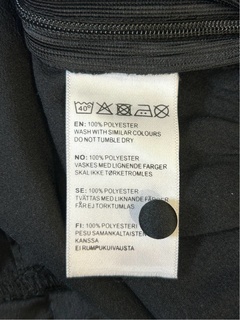 40°
EN: 100% POLYESTER
WASH WITH SIMILAR COLOURS
DO NOT TUMBLE DRY
NO: 100% POLYESTER
VASKES MED LIGNENDE FARGER
SKAL IKKE TØRKETROMLES
SE: 100% POLYESTER
TVÄTTAS MED LIKNANDE FÄRGER
FÅR EJ TORKTUMLAS
FI: 100% POLYESTERI
PESU SAMANKALTAISTEN
KANSSA
EI RUMPUKUIVAUSTA